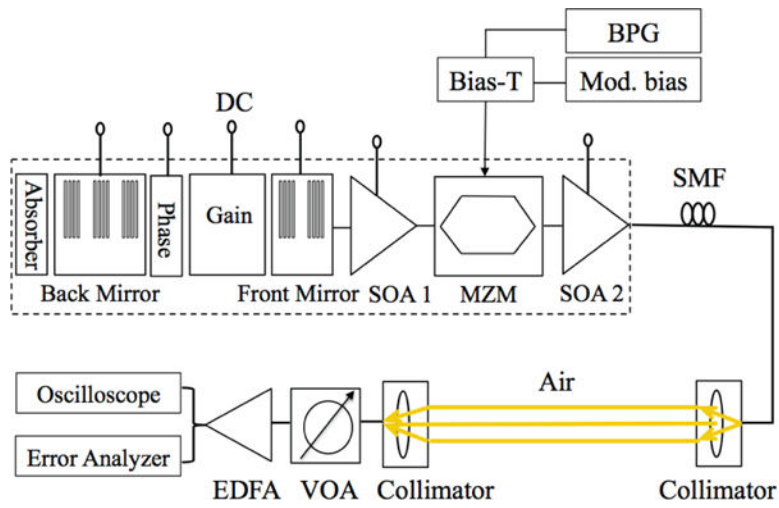 BPG
Bias-T
Mod. bias
DC
SMF
Absorber
Phase
Gain
Back Mirror
Front Mirror
SOA 1
MZM
SOA 2
Oscilloscope
Air
Error Analyzer
EDFA
VOA
Collimator
Collimator